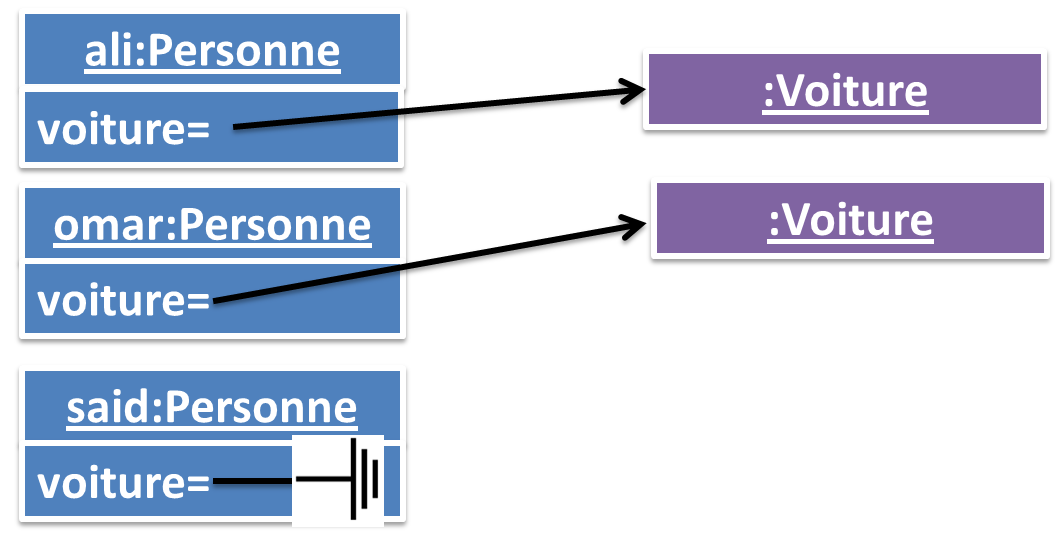 ali:Personne
voiture=
:Voiture
omar:Personne
voiture=
:Voiture
said:Personne
voiture=